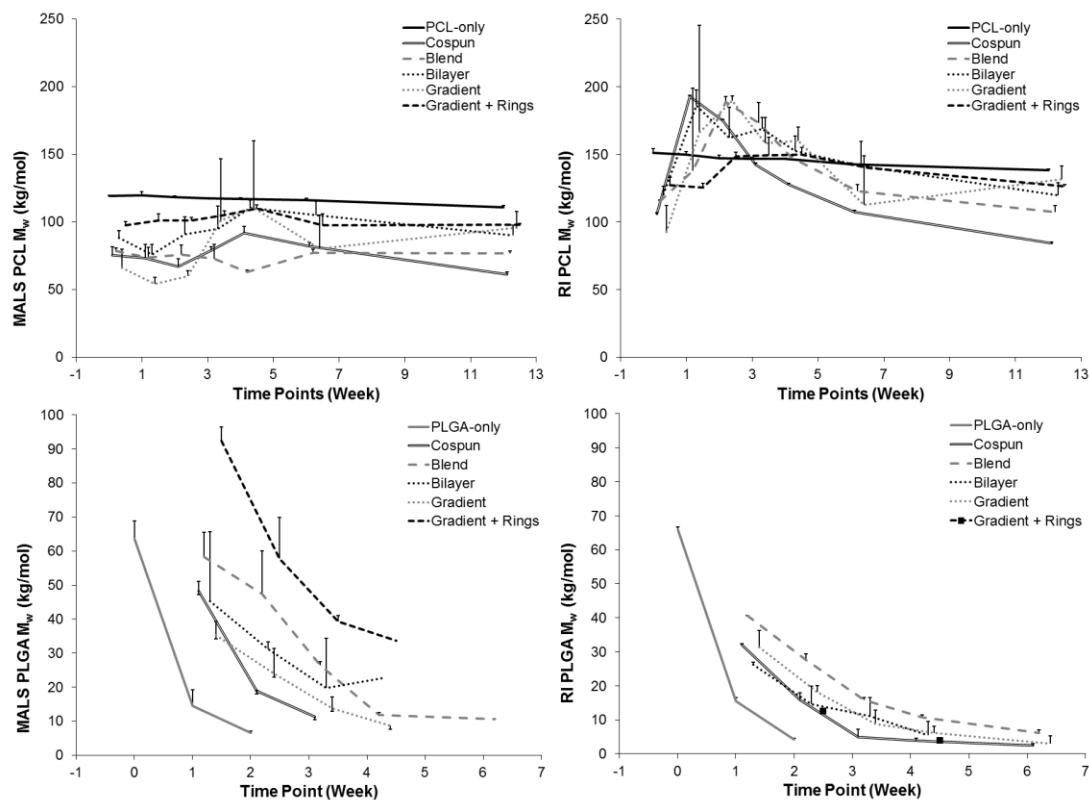 250
200
150
100
50
0
MALS PCL Mw (kg/mol)
-1 1 3 5 7 9 11 13
Time Points (Week)
PCL-only
Cospun
Blend
Bilayer
Gradient
Gradient + Rings
250
200
150
100
50
0
RI PCL Mw (kg/mol)
-1 1 3 5 7 9 11 13
Time Points (Week)
PCL-only
Cospun
Blend
Bilayer
Gradient
Gradient + Rings
100
90
80
70
60
50
40
30
20
10
0
MALS PLGA Mw (kg/mol)
-1 0 1 2 3 4 5 6 7
Time Point (Week)
PLGA-only
Cospun
Blend
Bilayer
Gradient
Gradient + Rings
100
90
80
70
60
50
40
30
20
10
0
RI PLGA Mw (kg/mol)
-1 0 1 2 3 4 5 6 7
Time Point (Week)
PLGA-only
Cospun
Blend
Bilayer
Gradient
Gradient + Rings